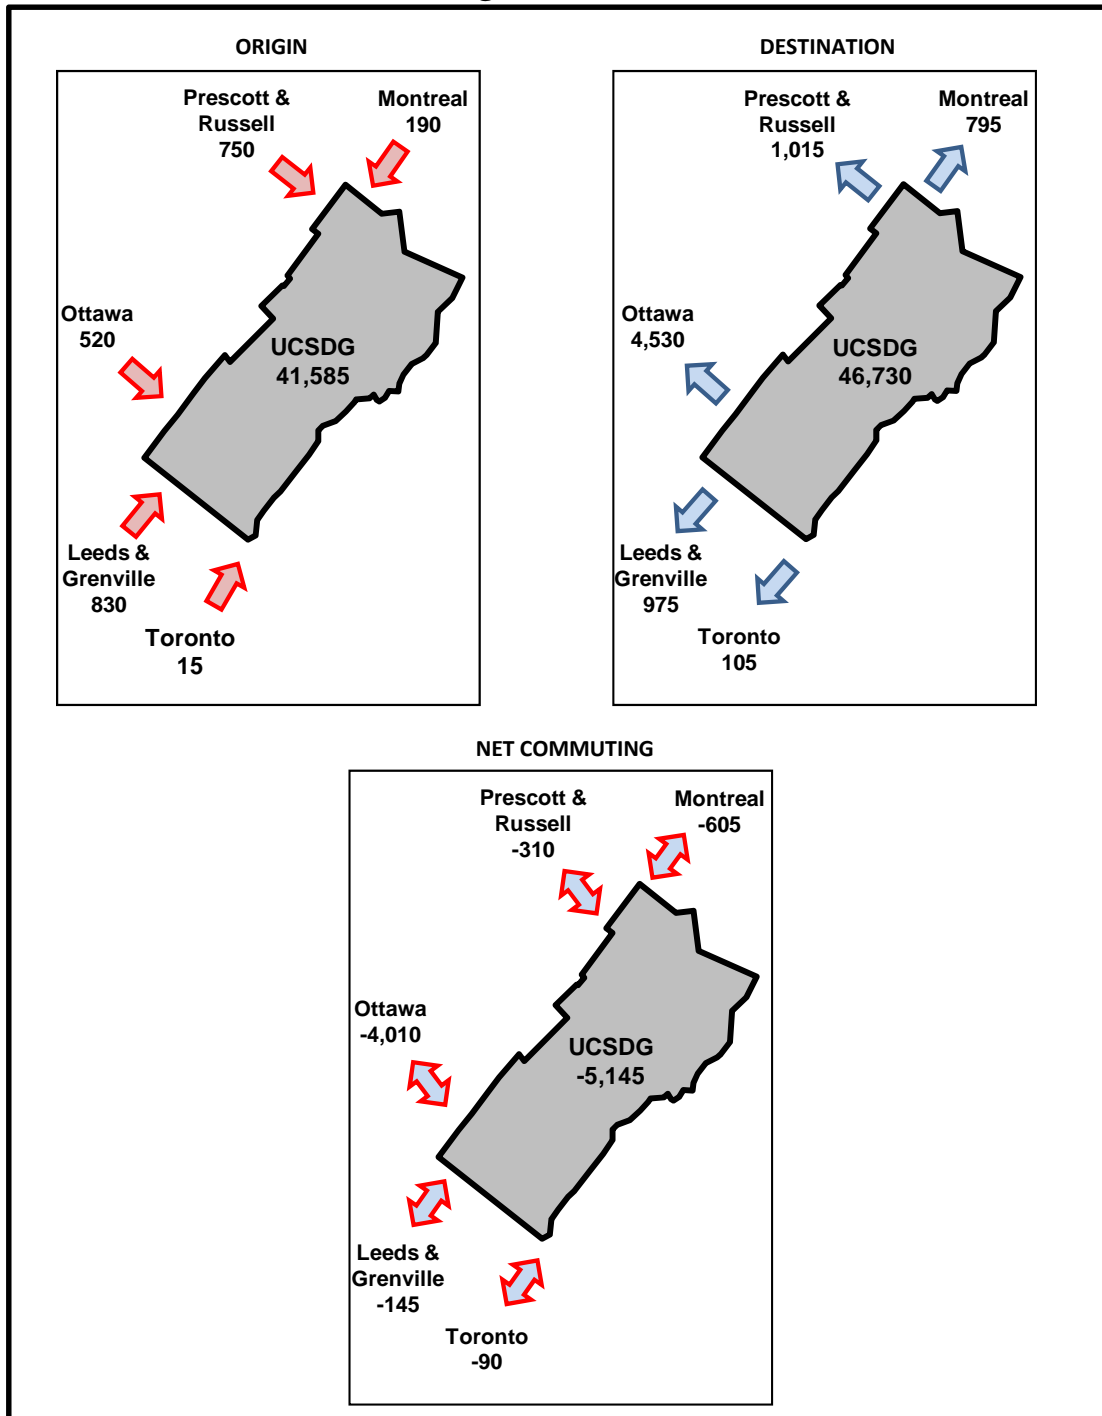 ORIGIN
Prescott &
Russell
750
Montreal
190
Ottawa
520
UCSDG
41,585
Leeds &
Grenville
830
Toronto
15
DESTINATION
Prescott &
Russell
1,015
Montreal
795
Ottawa
4,530
UCSDG
46,730
Leeds &
Grenville
975
Toronto
105
NET COMMUTING
Prescott &
Russell
-310
Montreal
-605
Ottawa
-4,010
UCSDG
-5,145
Leeds &
Grenville
-145
Toronto
-90